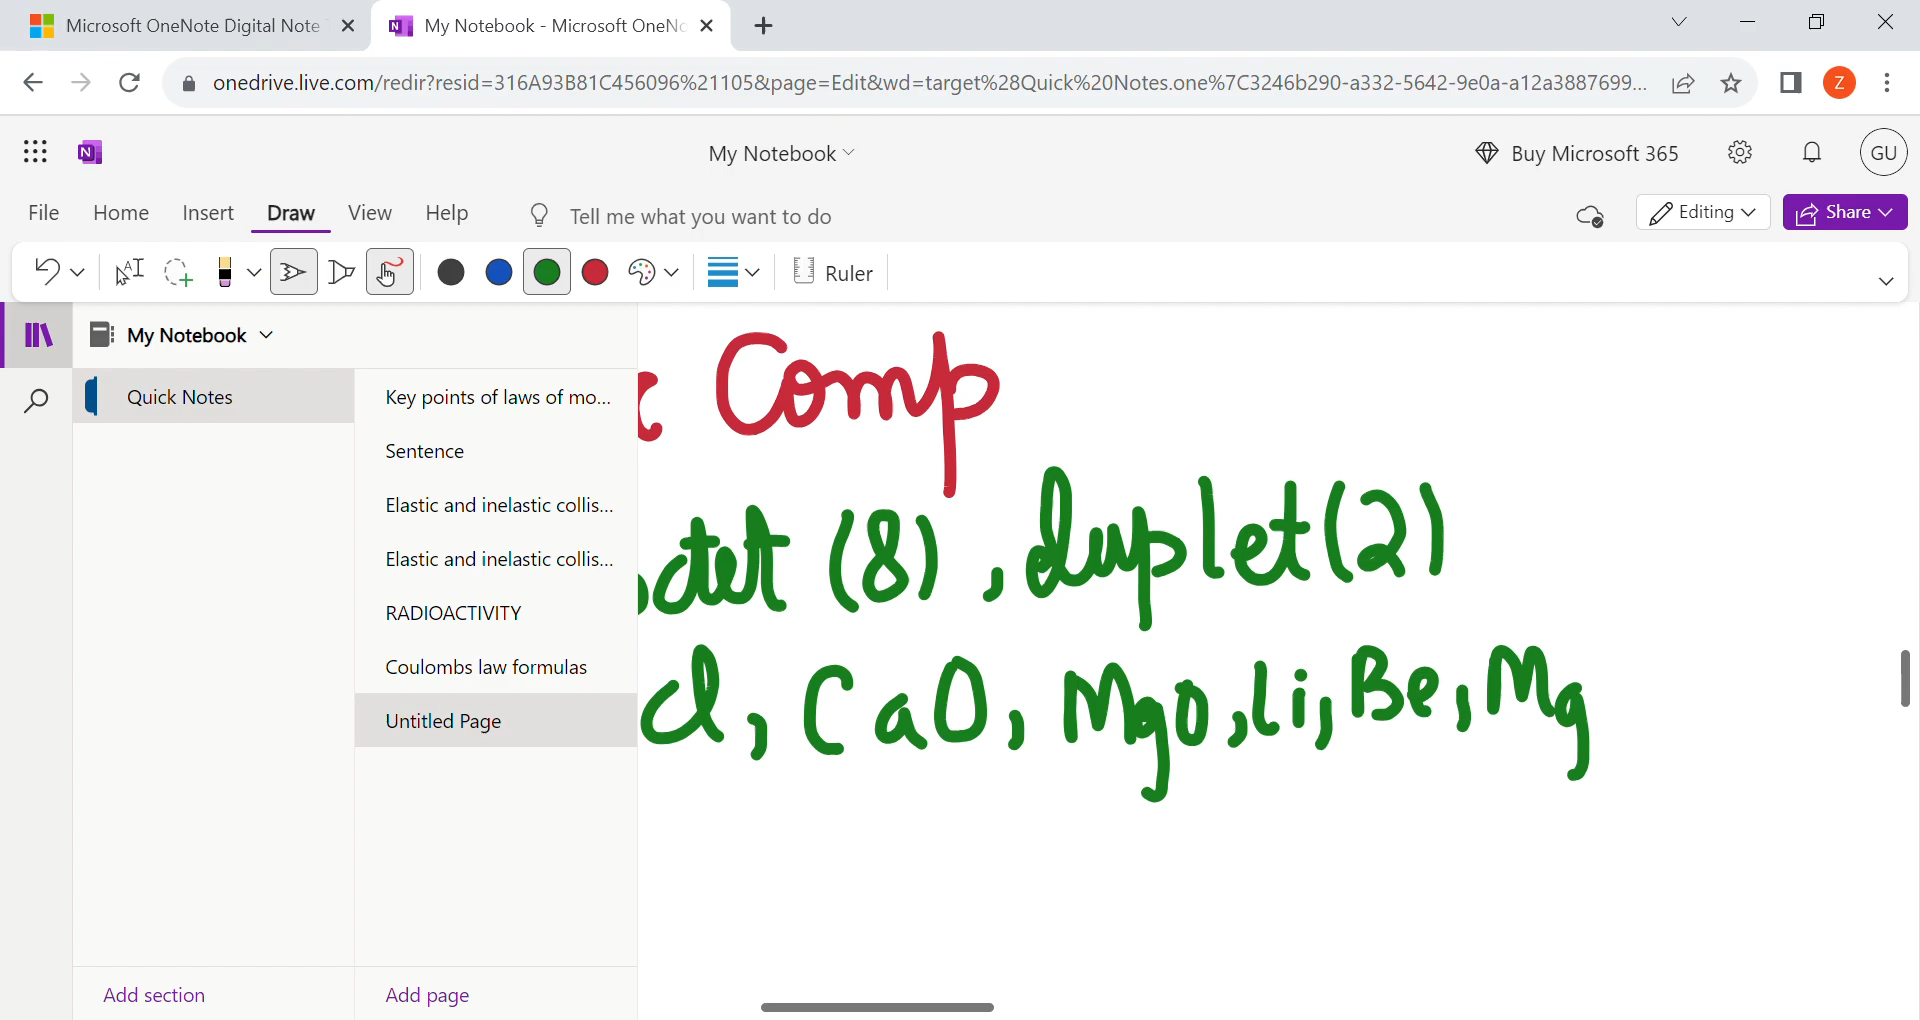 Microsoft OneNote Digital Note
My Notebook - Microsoft OneNo
onedrive.live.com/redir?resid=316A93B81C456096%21105&page=Edit&wd=target%28Quick%20Notes.one%7C3246b290-a332-5642-9e0a-a12a3887699...
Z
N
My Notebook
Buy Microsoft 365
GU
File Home Insert Draw View Help
Tell me what you want to do
Editing
Share
Ruler
My Notebook
Quick Notes
Key points of laws of mo...
Sentence
Elastic and inelastic collis...
Elastic and inelastic collis...
RADIOACTIVITY
Coulombs law formulas
Untitled Page
Add section
Add page
Comp
octet (8) , duplet (2)
cl, CaO, MgO, Li, Be, Mg